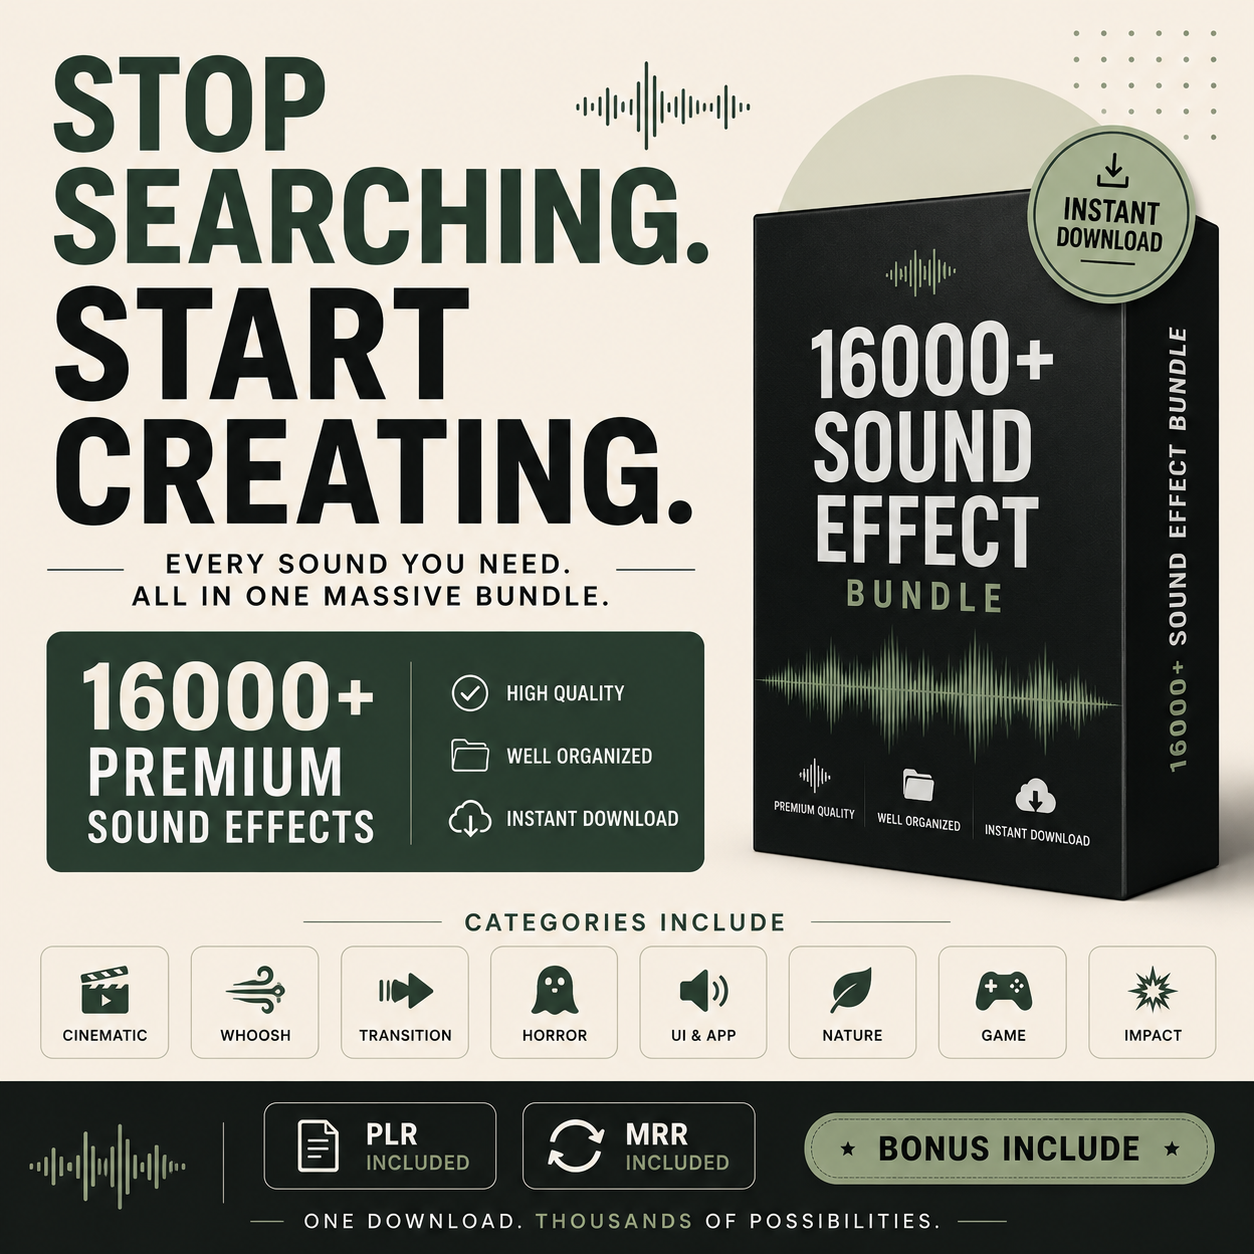 STOP
SEARCHING.
START
CREATING.
EVERY SOUND YOU NEED.
ALL IN ONE MASSIVE BUNDLE.
16000+
PREMIUM
SOUND EFFECTS
HIGH QUALITY
WELL ORGANIZED
INSTANT DOWNLOAD
INSTANT
DOWNLOAD
16000+
SOUND
EFFECT
BUNDLE
PREMIUM QUALITY
WELL ORGANIZED
INSTANT DOWNLOAD
16000+ SOUND EFFECT BUNDLE
CATEGORIES INCLUDE
CINEMATIC
WHOOSH
TRANSITION
HORROR
UI & APP
NATURE
GAME
IMPACT
PLR
INCLUDED
MRR
INCLUDED
★ BONUS INCLUDE ★
ONE DOWNLOAD. THOUSANDS OF POSSIBILITIES.